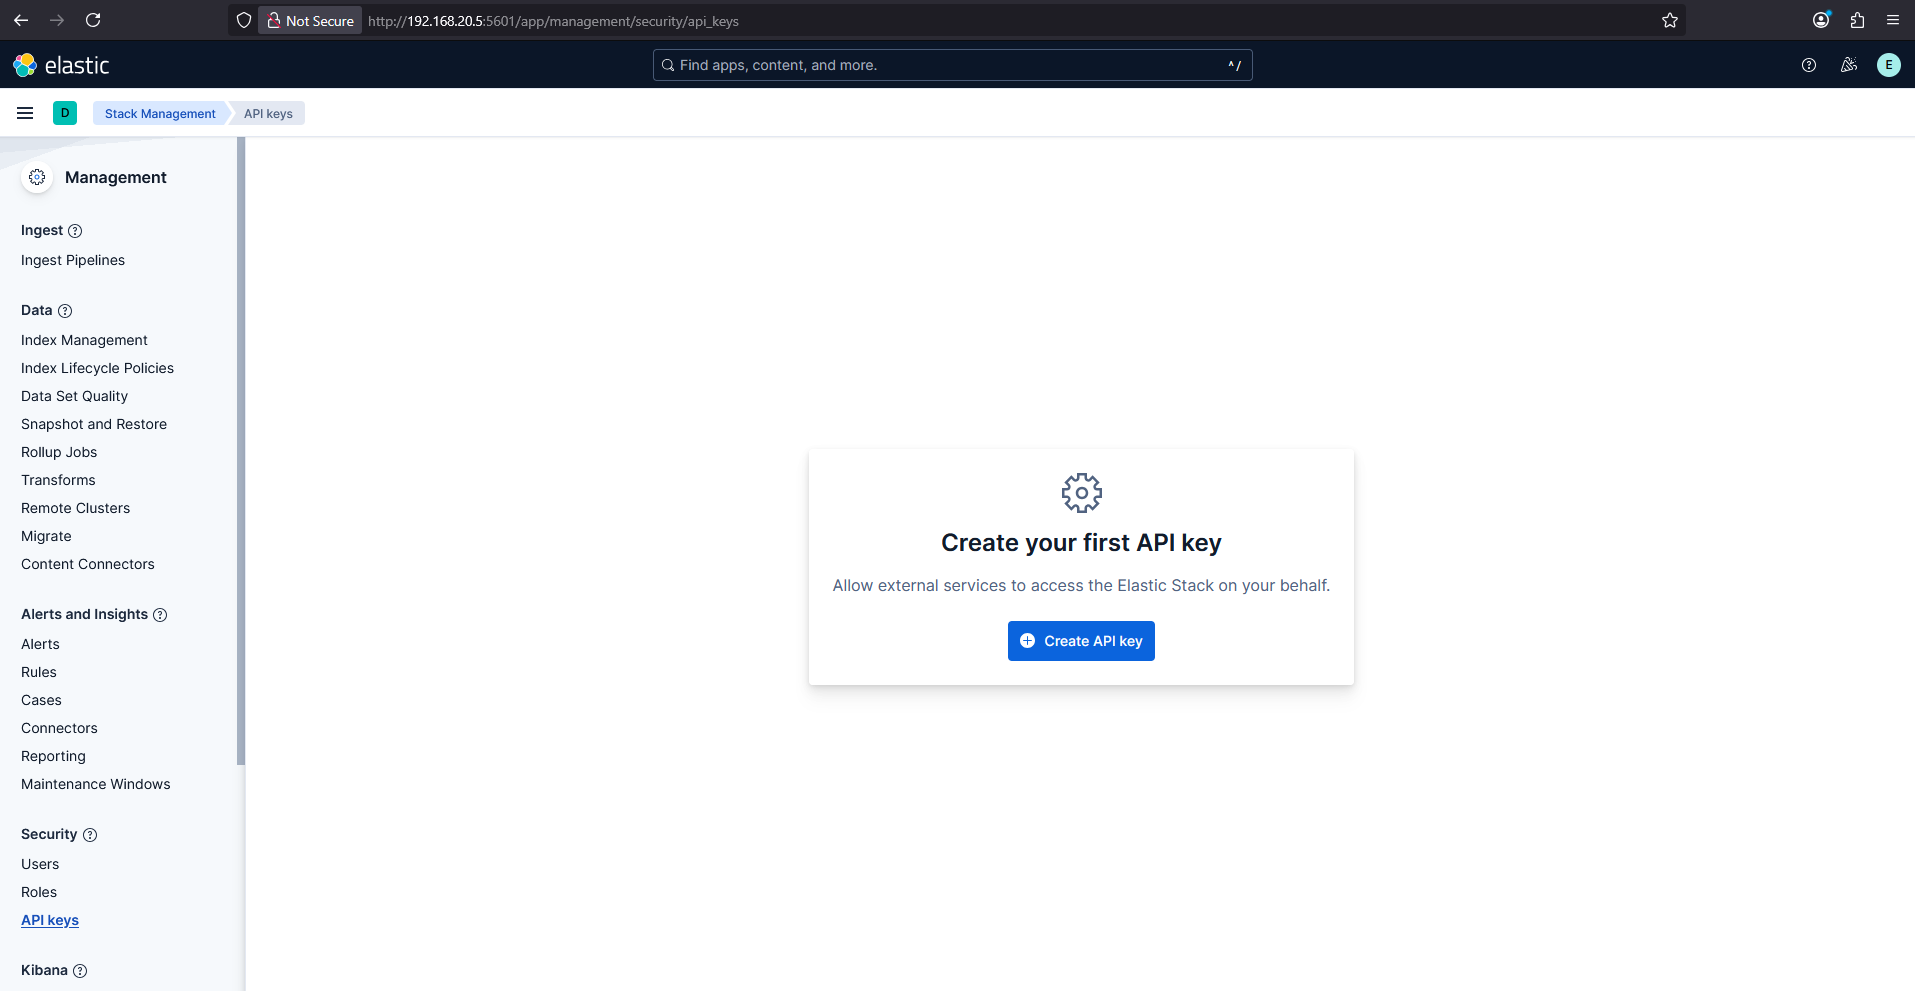 Not Secure http://192.168.20.5:5601/app/management/security/api_keys
elastic
Find apps, content, and more. ^ /
E
D
Stack Management
API keys
Management
Ingest
Ingest Pipelines
Data
Index Management
Index Lifecycle Policies
Data Set Quality
Snapshot and Restore
Rollup Jobs
Transforms
Remote Clusters
Migrate
Content Connectors
Alerts and Insights
Alerts
Rules
Cases
Connectors
Reporting
Maintenance Windows
Security
Users
Roles
API keys
Kibana
Create your first API key
Allow external services to access the Elastic Stack on your behalf.
Create API key